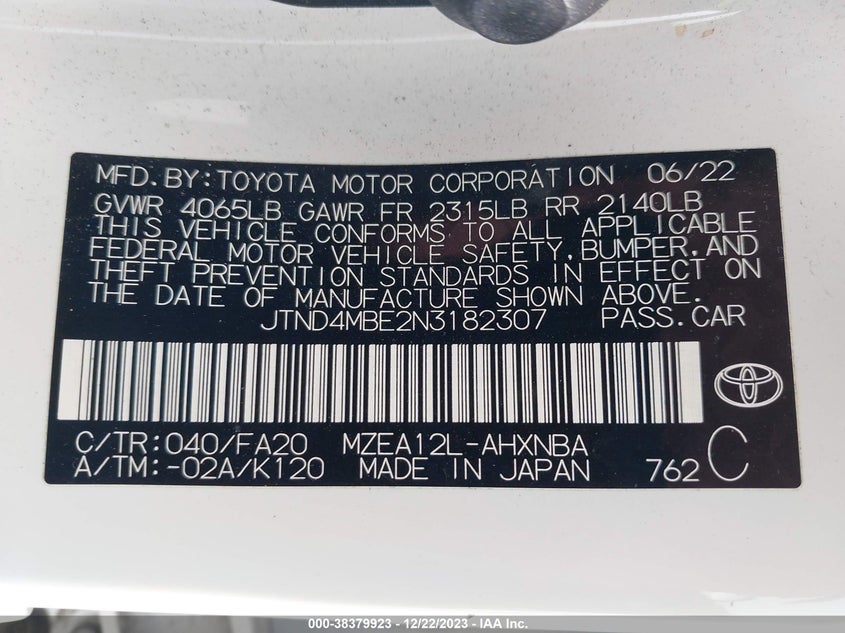 MFD.BY:TOYOTA MOTOR CORPORATION 06/22
GVWR 4065LB GAWR FR 2315LB RR 2140LB
THIS VEHICLE CONFORMS TO ALL APPLICABLE
FEDERAL MOTOR VEHICLE SAFETY,BUMPER,AND
THEFT PREVENTION STANDARDS IN EFFECT ON
THE DATE OF MANUFACTURE SHOWN ABOVE.
JTND4MBE2N3182307 PASS.CAR
C/TR:040/FA20 MZEA12L-AHXNBA
A/TM:-02A/K120 MADE IN JAPAN 762 C
000-38379923 - 12/22/2023 - IAA Inc.